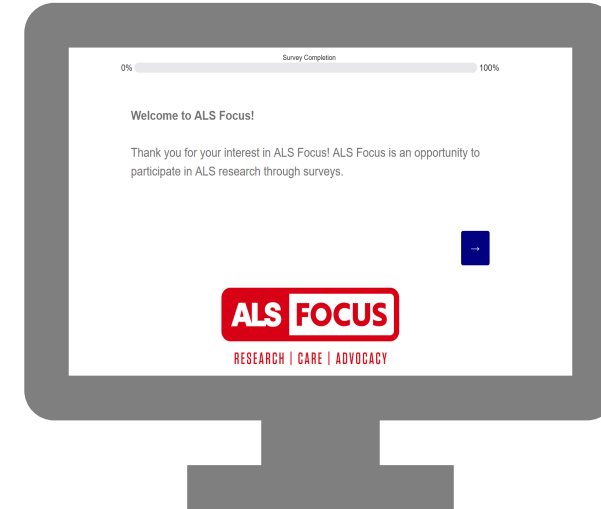 Survey Completion
0% 100%
Welcome to ALS Focus!
Thank you for your interest in ALS Focus! ALS Focus is an opportunity to
participate in ALS research through surveys.
→
ALS FOCUS
RESEARCH | CARE | ADVOCACY